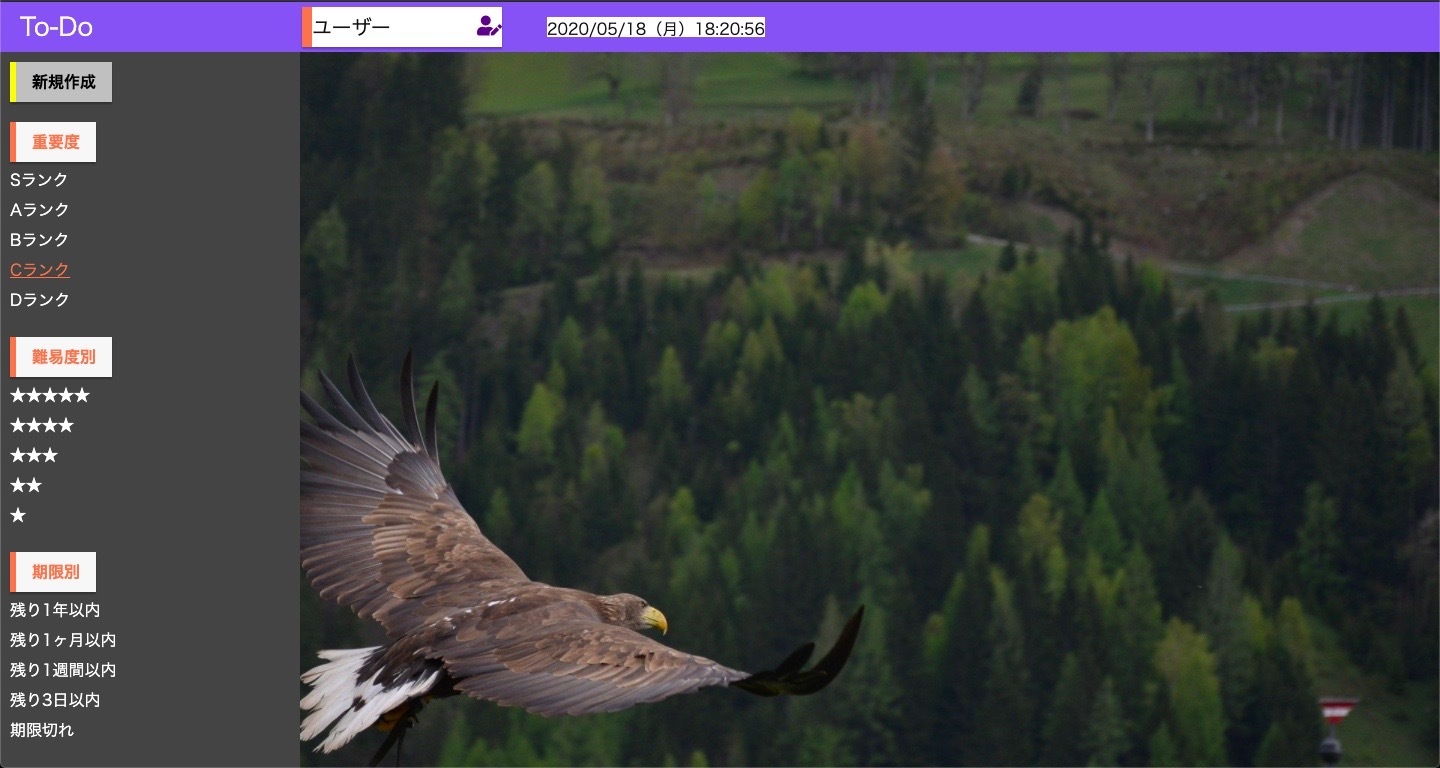 To-Do
ユーザー
2020/05/18（月）18:20:56
新規作成
重要度
Sランク
Aランク
Bランク
Cランク
Dランク
難易度別
★★★★★
★★★★
★★★
★★
★
期限別
残り1年以内
残り1ヶ月以内
残り1週間以内
残り3日以内
期限切れ